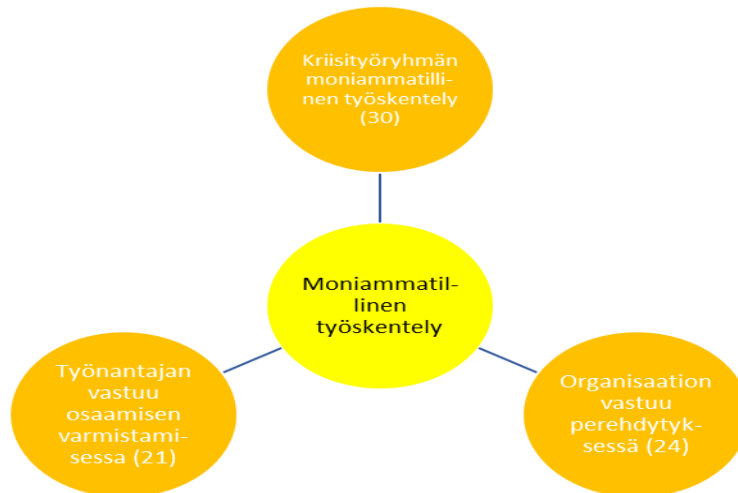 Kriisityöryhmän
moniammatilli-
nen työskentely
(30)
Moniammatil-
linen
työskentely
Työnantajan
vastuu
osaamisen
varmistami-
sessa (21)
Organisaation
vastuu
perehdytyk-
sessä (24)